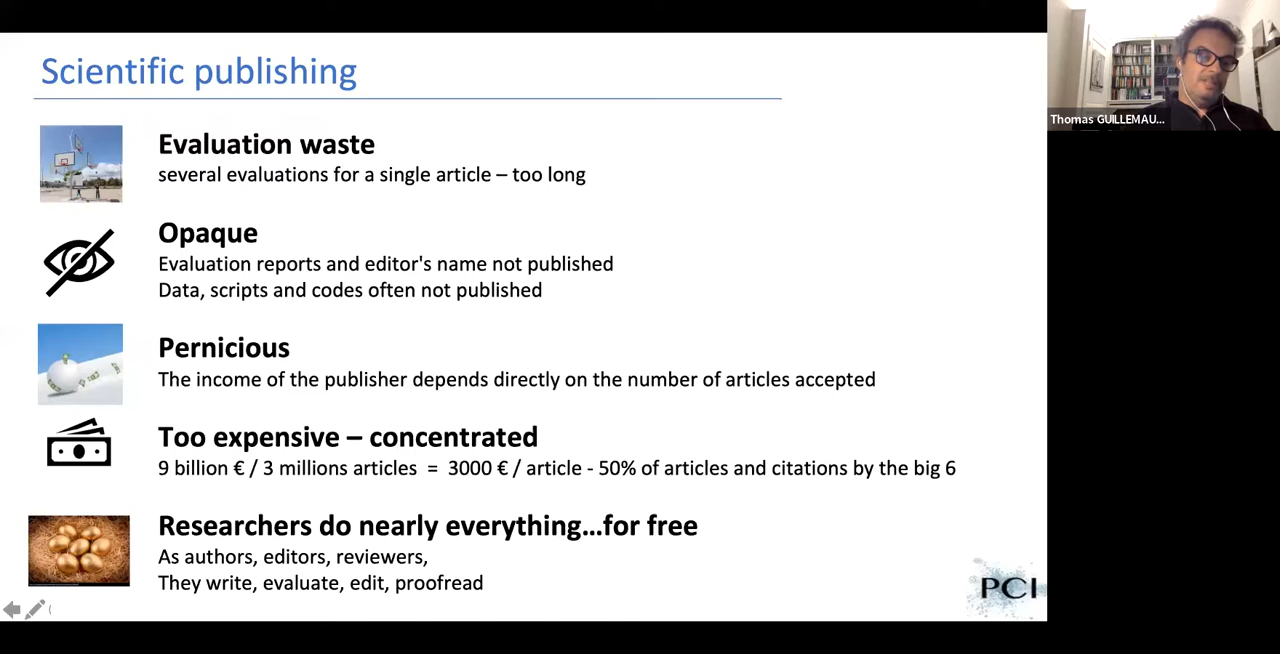 Scientific publishing
Thomas GUILLEMAU...
Evaluation waste
several evaluations for a single article – too long
Opaque
Evaluation reports and editor's name not published
Data, scripts and codes often not published
Pernicious
The income of the publisher depends directly on the number of articles accepted
Too expensive – concentrated
9 billion € / 3 millions articles = 3000 € / article - 50% of articles and citations by the big 6
Researchers do nearly everything...for free
As authors, editors, reviewers,
They write, evaluate, edit, proofread
PCI